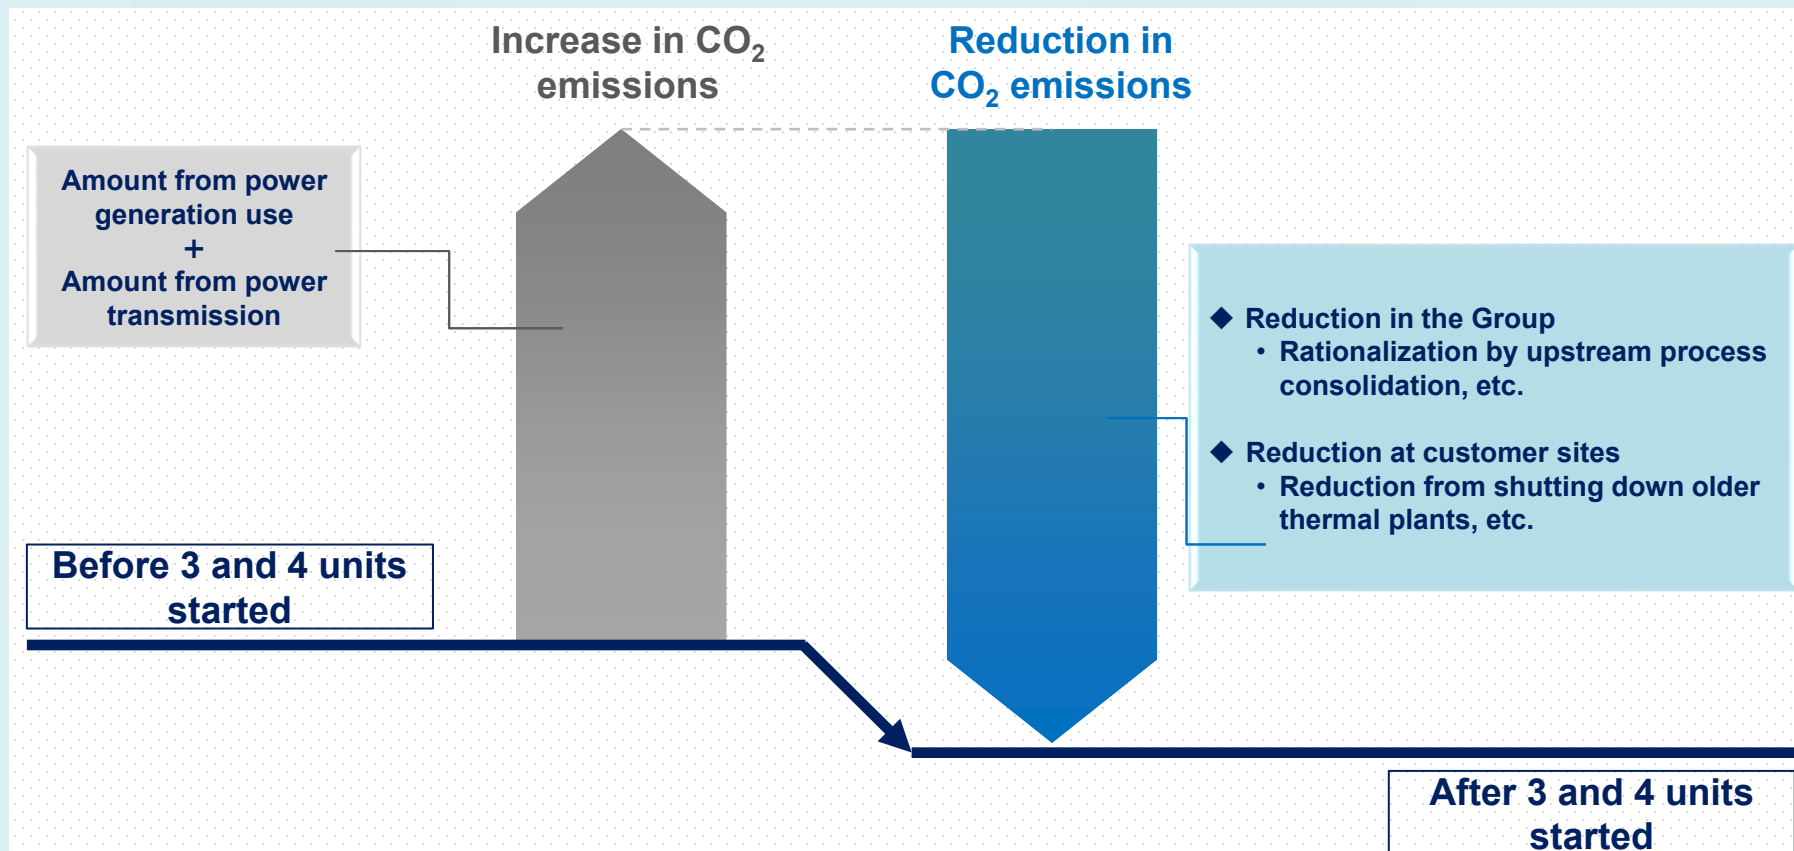 Increase in CO₂
emissions
Reduction in
CO₂ emissions
Amount from power
generation use
+
Amount from power
transmission
◆ Reduction in the Group
• Rationalization by upstream process
consolidation, etc.
◆ Reduction at customer sites
• Reduction from shutting down older
thermal plants, etc.
Before 3 and 4 units
started
After 3 and 4 units
started